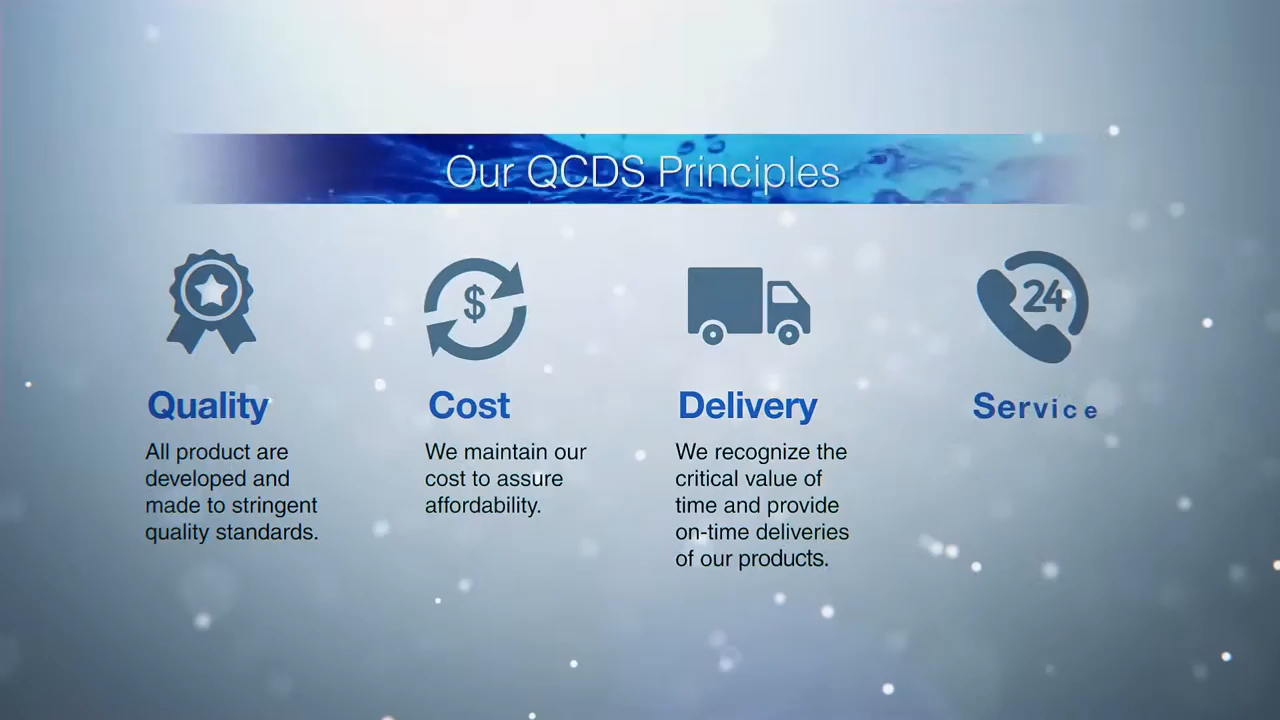 Our QCDS Principles
$
24
Quality
All product are
developed and
made to stringent
quality standards.
Cost
We maintain our
cost to assure
affordability.
Delivery
We recognize the
critical value of
time and provide
on-time deliveries
of our products.
Service